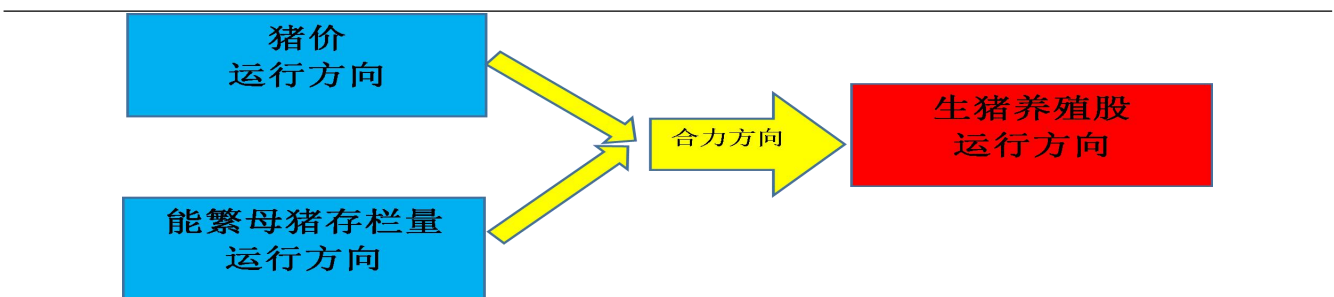 猪价
运行方向
能繁母猪存栏量
运行方向
合力方向
生猪养殖股
运行方向